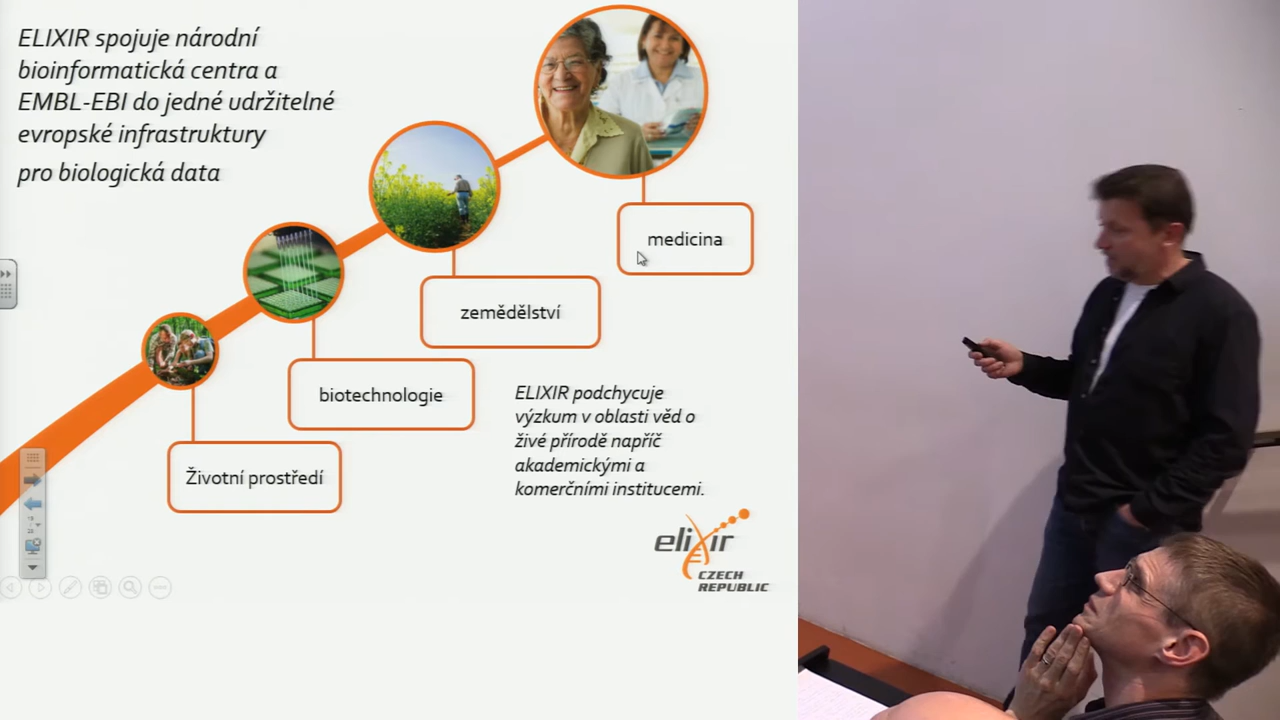 ELIXIR spojuje národní
bioinformatická centra a
EMBL-EBI do jedné udržitelné
evropské infrastruktury
pro biologická data
medicina
zemědělství
biotechnologie
Životní prostředí
ELIXIR podchycuje
výzkum v oblasti věd o
živé přírodě napříč
akademickými a
komerčními institucemi.
elixir
CZECH
REPUBLIC